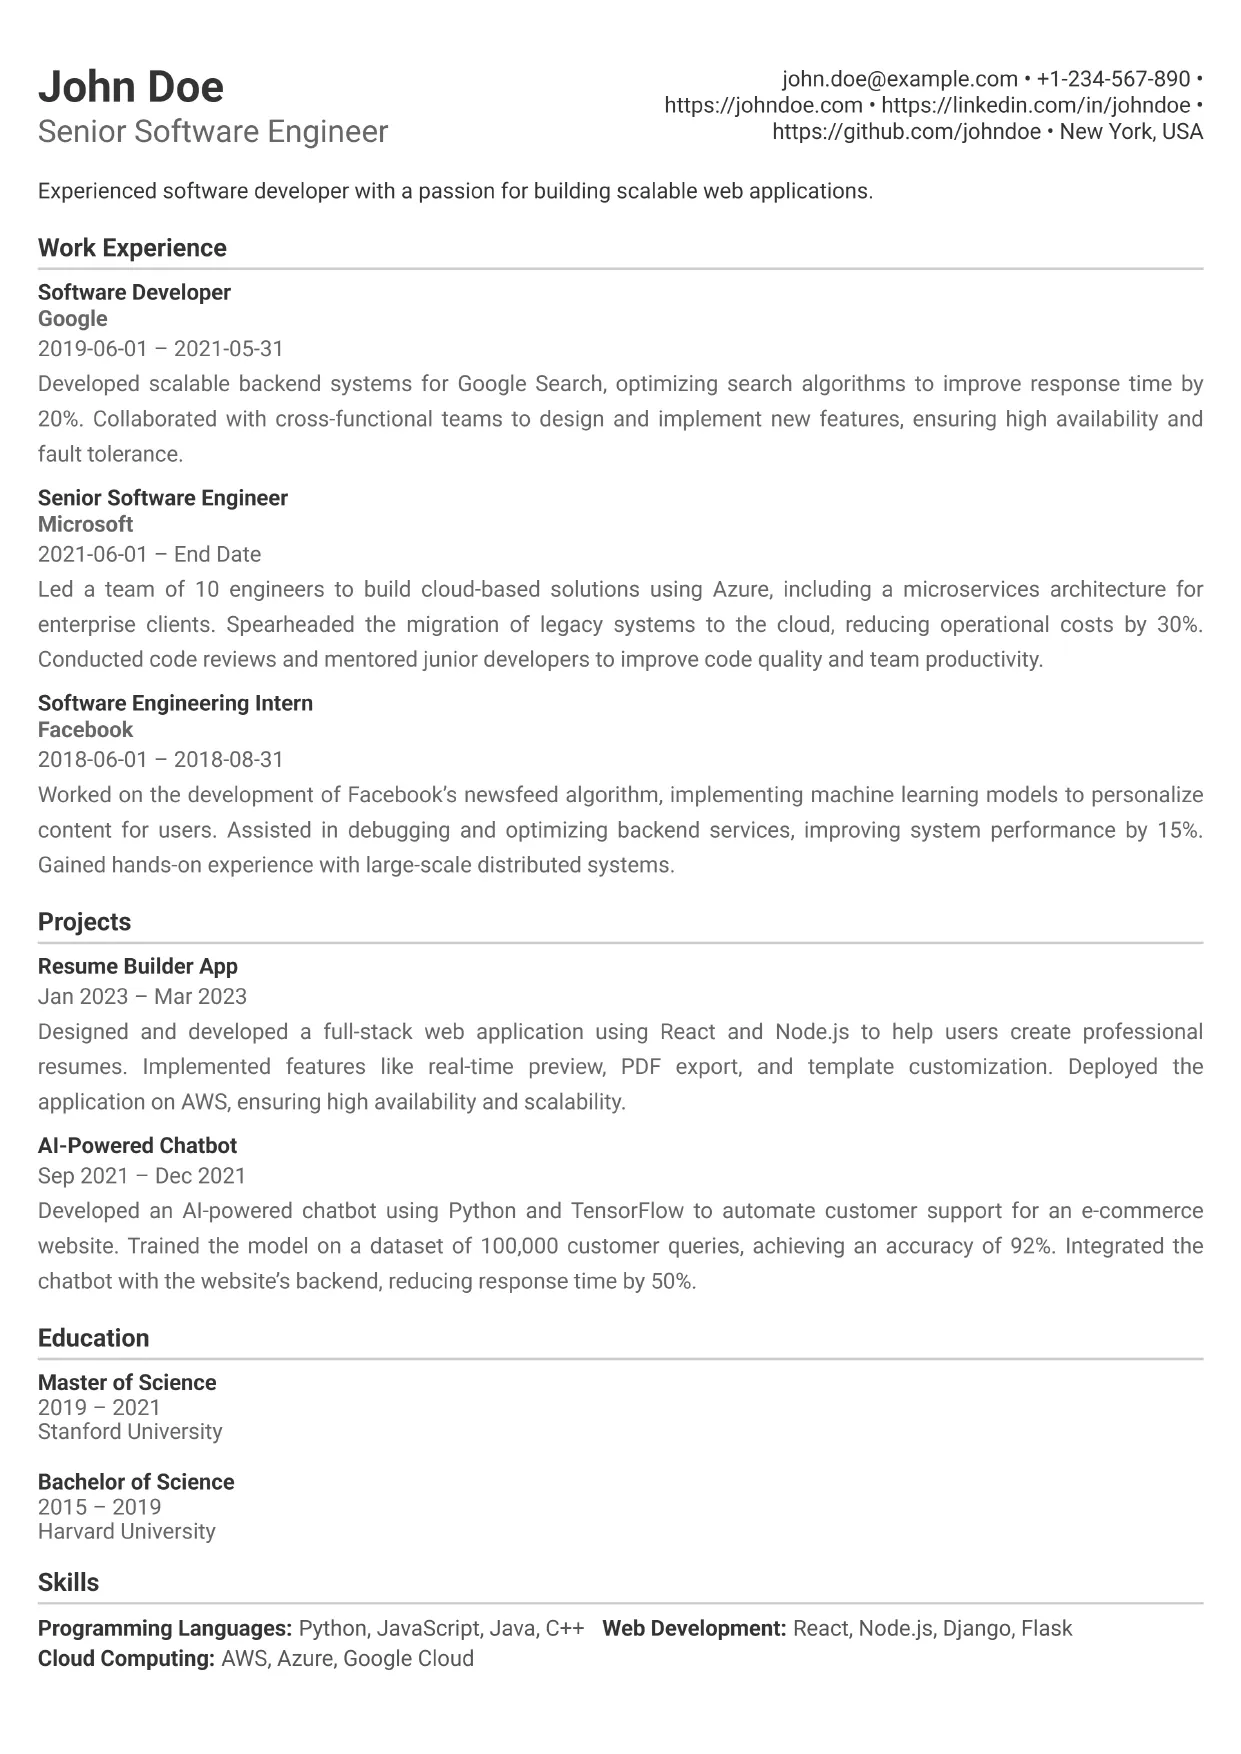 John Doe
Senior Software Engineer
john.doe@example.com • +1-234-567-890 •
https://johndoe.com • https://linkedin.com/in/johndoe •
https://github.com/johndoe • New York, USA
Experienced software developer with a passion for building scalable web applications.
Work Experience
Software Developer
Google
2019-06-01 – 2021-05-31
Developed scalable backend systems for Google Search, optimizing search algorithms to improve response time by
20%. Collaborated with cross-functional teams to design and implement new features, ensuring high availability and
fault tolerance.
Senior Software Engineer
Microsoft
2021-06-01 – End Date
Led a team of 10 engineers to build cloud-based solutions using Azure, including a microservices architecture for
enterprise clients. Spearheaded the migration of legacy systems to the cloud, reducing operational costs by 30%.
Conducted code reviews and mentored junior developers to improve code quality and team productivity.
Software Engineering Intern
Facebook
2018-06-01 – 2018-08-31
Worked on the development of Facebook’s newsfeed algorithm, implementing machine learning models to personalize
content for users. Assisted in debugging and optimizing backend services, improving system performance by 15%.
Gained hands-on experience with large-scale distributed systems.
Projects
Resume Builder App
Jan 2023 – Mar 2023
Designed and developed a full-stack web application using React and Node.js to help users create professional
resumes. Implemented features like real-time preview, PDF export, and template customization. Deployed the
application on AWS, ensuring high availability and scalability.
AI-Powered Chatbot
Sep 2021 – Dec 2021
Developed an AI-powered chatbot using Python and TensorFlow to automate customer support for an e-commerce
website. Trained the model on a dataset of 100,000 customer queries, achieving an accuracy of 92%. Integrated the
chatbot with the website’s backend, reducing response time by 50%.
Education
Master of Science
2019 – 2021
Stanford University
Bachelor of Science
2015 – 2019
Harvard University
Skills
Programming Languages: Python, JavaScript, Java, C++ Web Development: React, Node.js, Django, Flask
Cloud Computing: AWS, Azure, Google Cloud